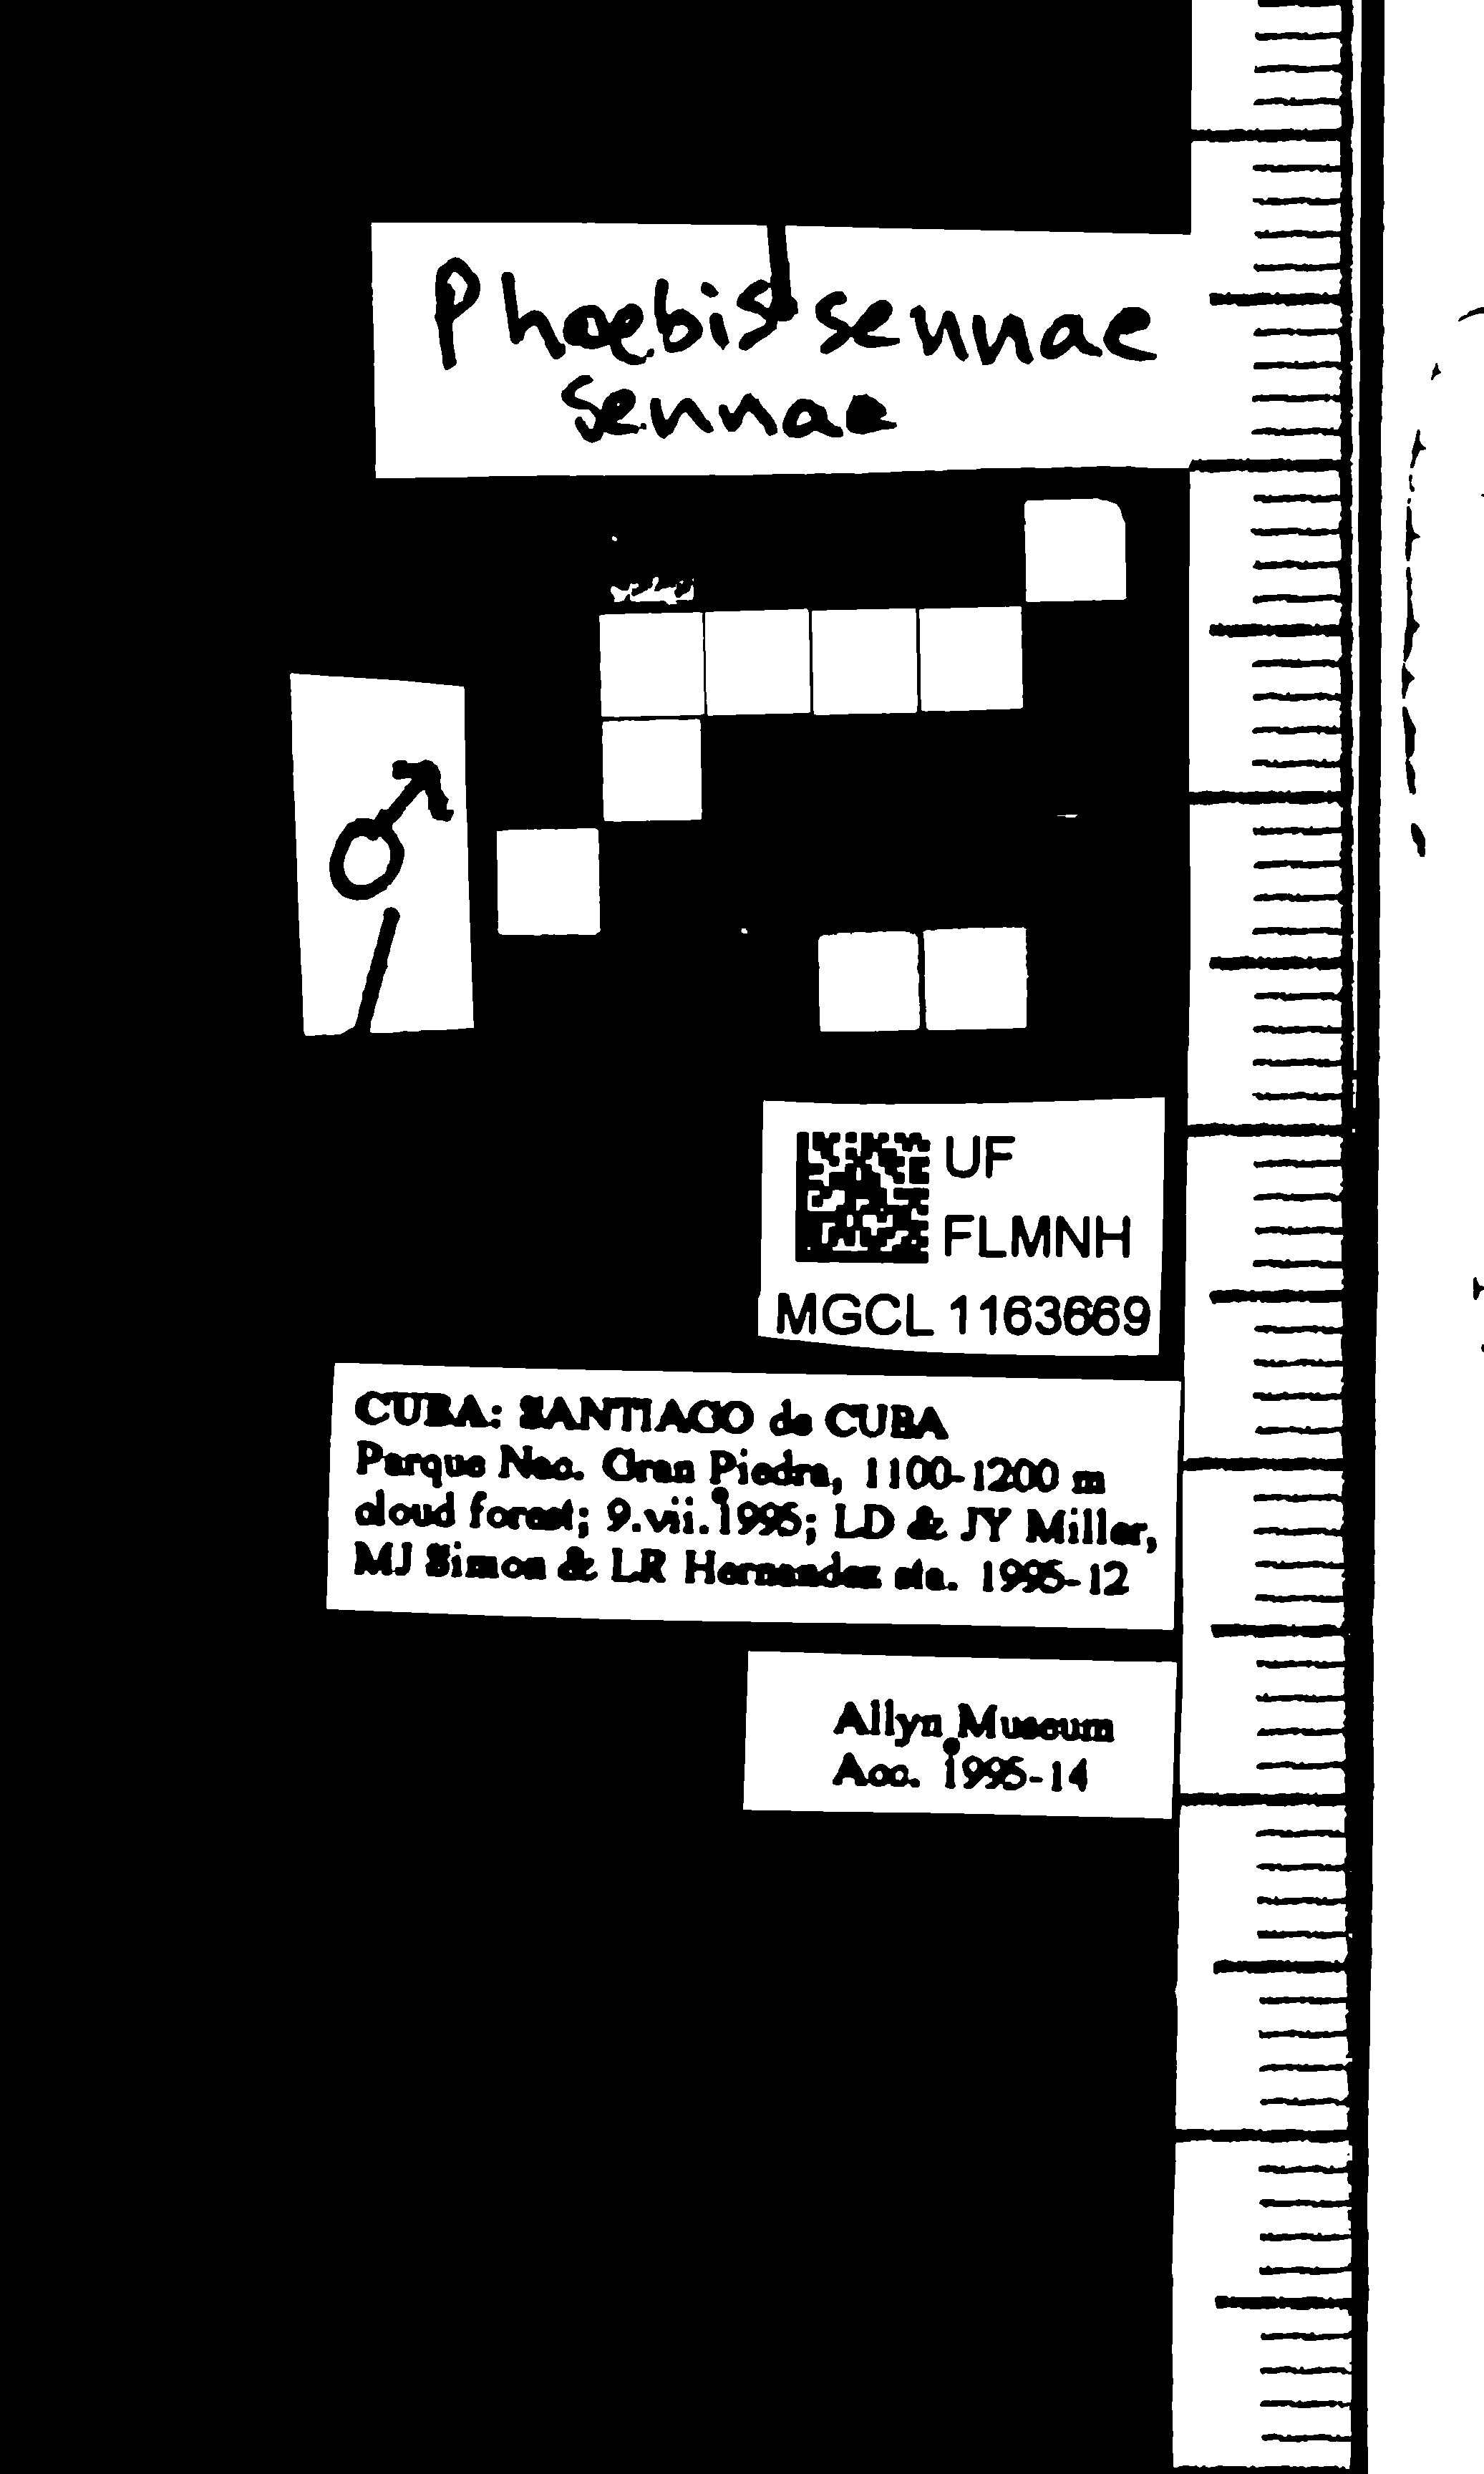 Phoebis sennae
sennae
♂
UF
FLMNH
MGCL 1163669
CUBA: SANTIAGO de CUBA
Parque Nac. Gran Piedra, 1100-1200 m
cloud forest; 9.vii.1995; LD & JY Miller,
MJ Simon & LR Hernandez sta. 1995-12
Allyn Museum
Acc. 1995-14